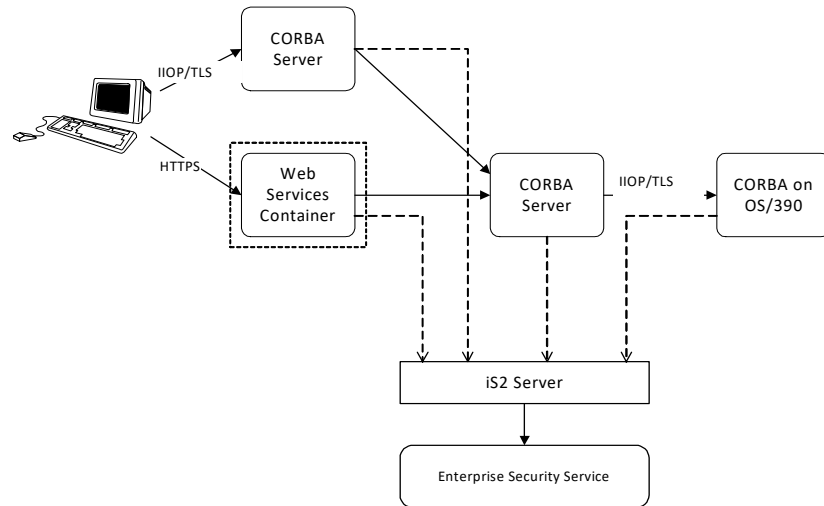 CORBA
Server
IIOP/TLS
HTTPS
Web
Services
Container
CORBA
Server
IIOP/TLS
CORBA on
OS/390
iS2 Server
Enterprise Security Service